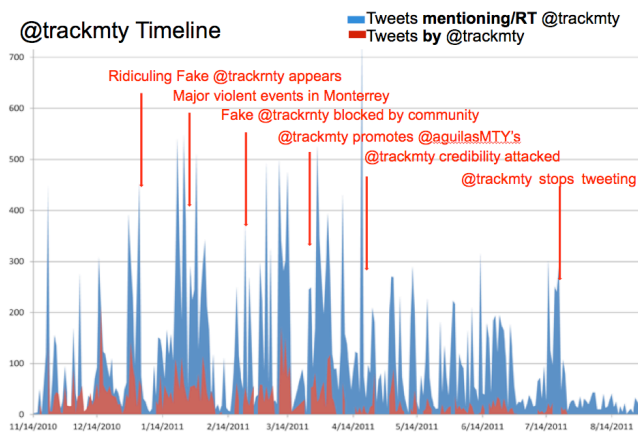 @trackmty Timeline
Tweets mentioning/RT @trackmty
Tweets by @trackmty
700
600
500
400
300
200
100
0
Ridiculing Fake @trackrnty appears
Major violent events in Monterrey
Fake @trackrnty blocked by community
@trackmty promotes @aguilasMTY's
@trackmty credibility attacked
@trackmty stops tweeting
11/14/2010 12/14/2010 1/14/2011 2/14/2011 3/14/2011 4/14/2011 5/14/2011 6/14/2011 7/14/2011 8/14/2011